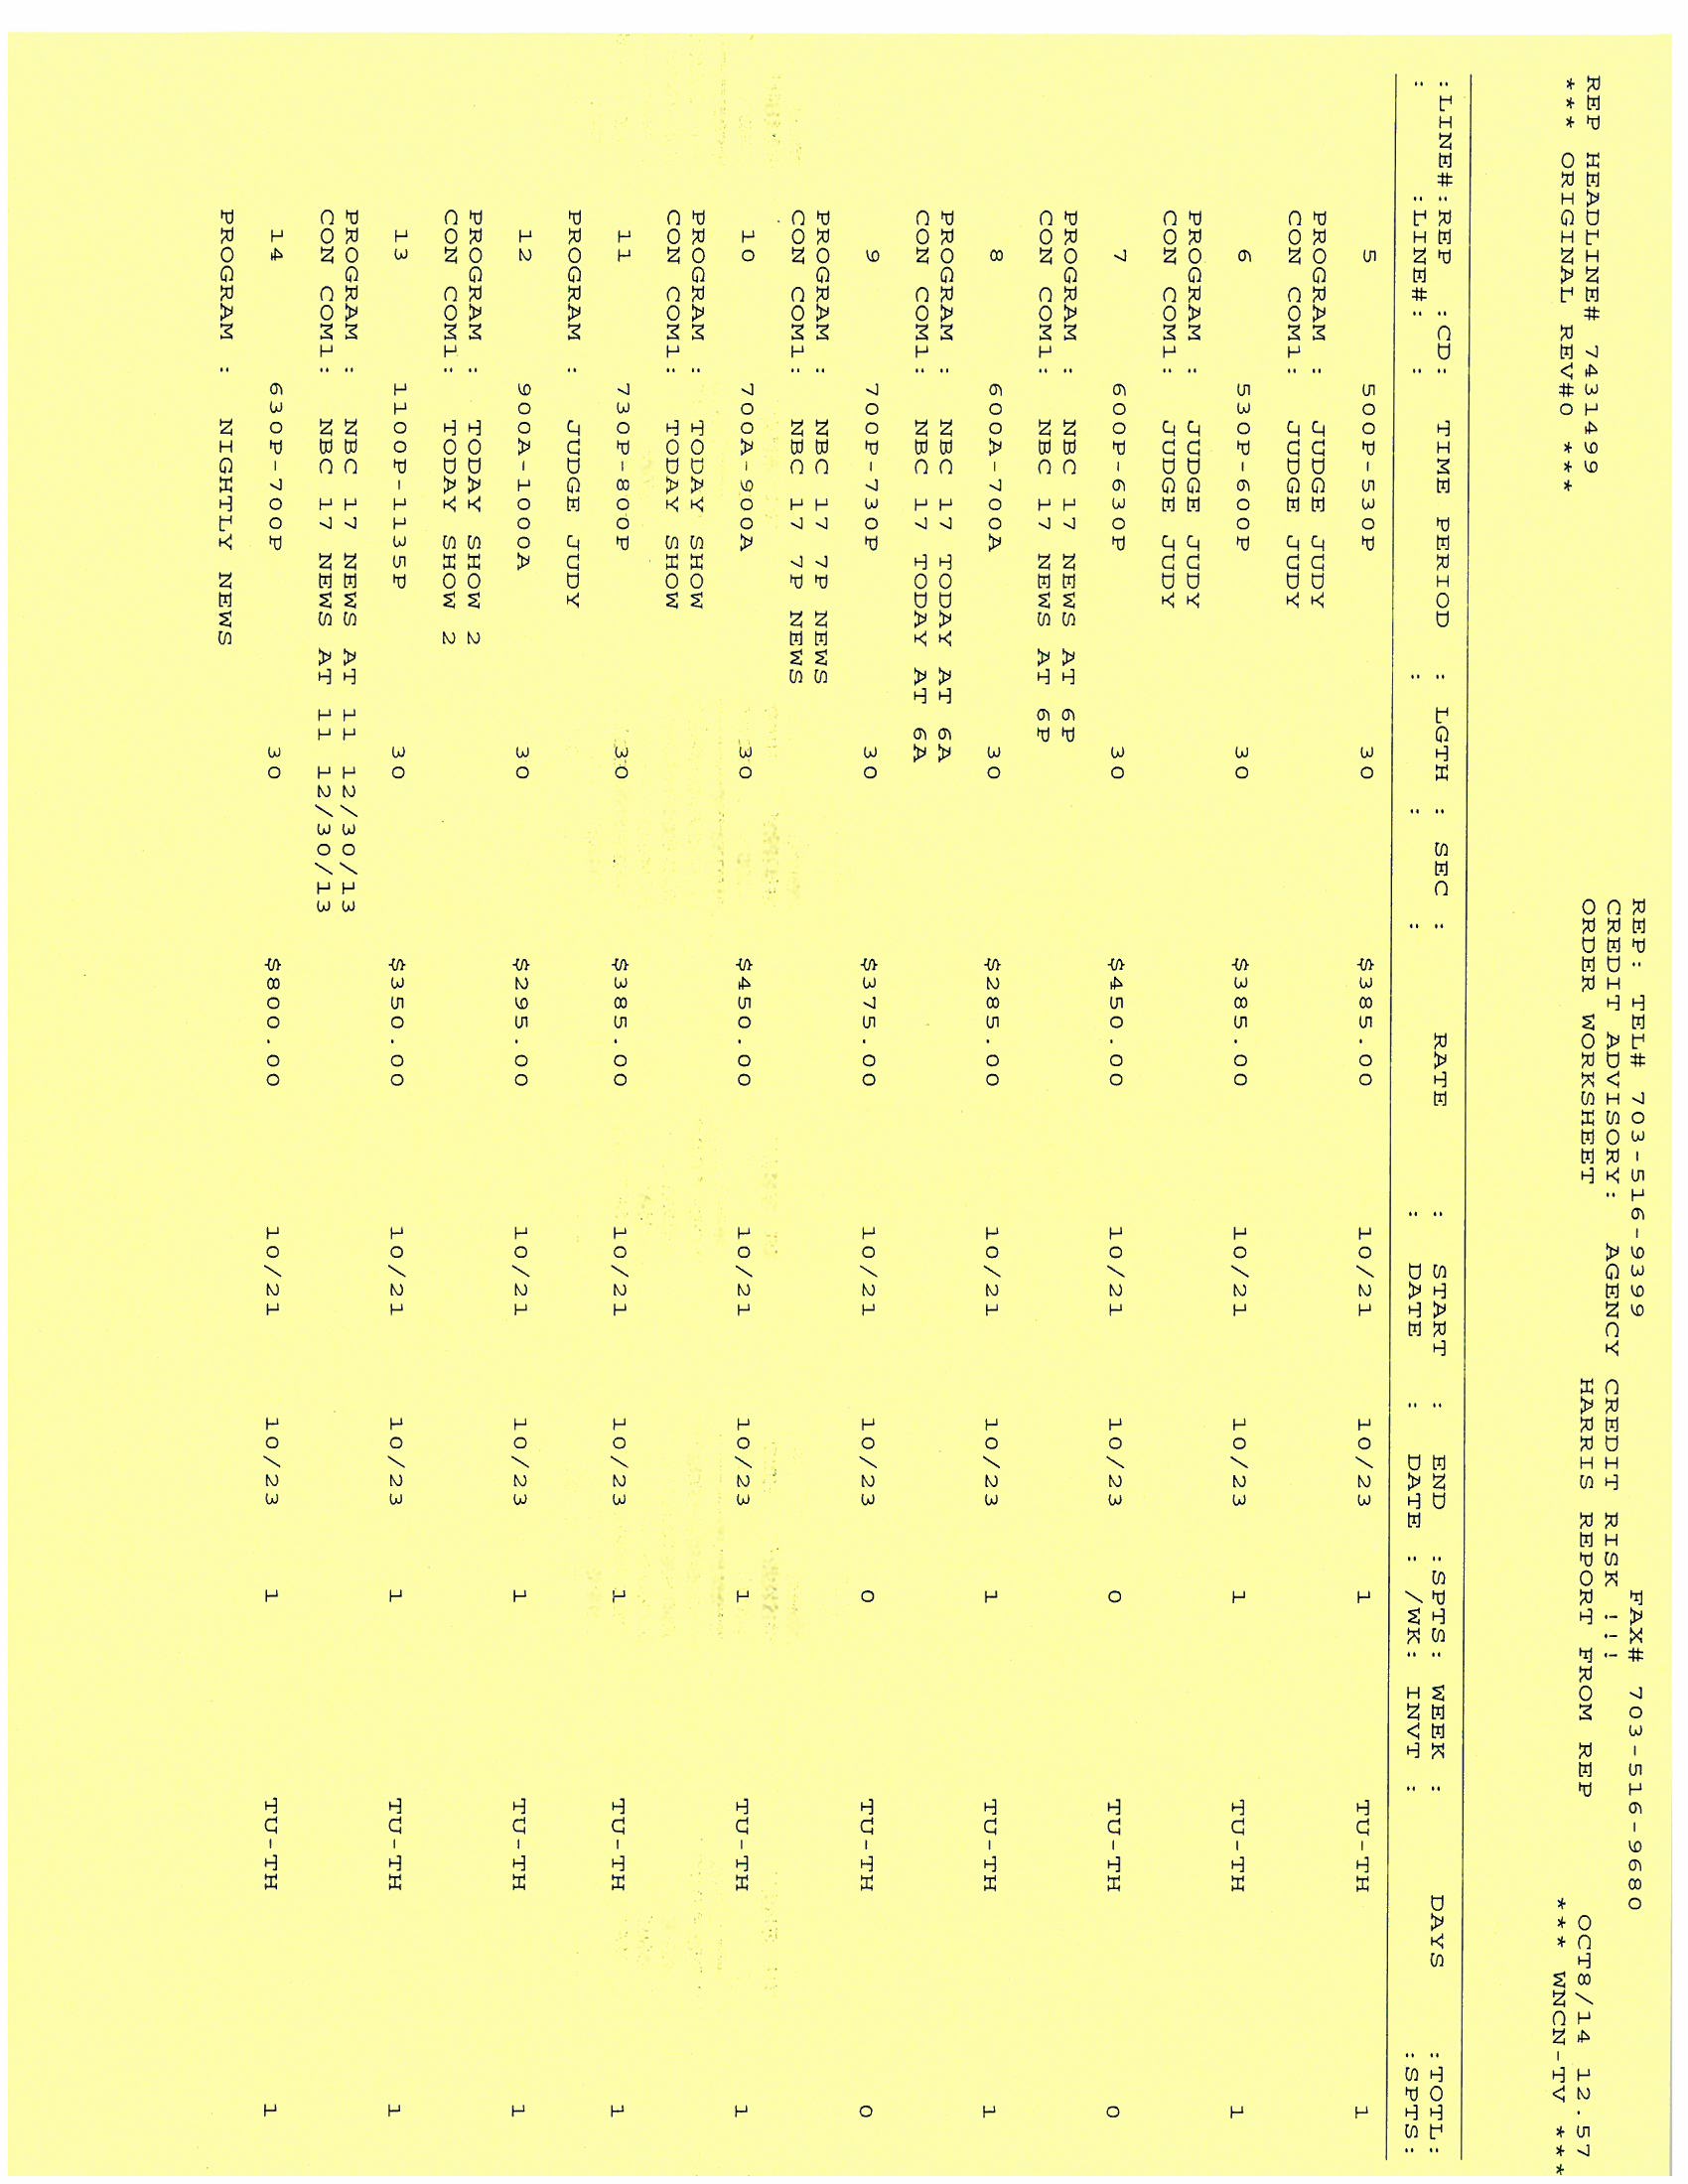 REP: TEL# 703-516-9399 FAX# 703-516-9680
CREDIT ADVISORY: AGENCY CREDIT RISK !!!
REP HEADLINE# 7431499 ORDER WORKSHEET HARRIS REPORT FROM REP OCT8/14 12.57
*** ORIGINAL REV#0 *** *** WNCN-TV ***
:LINE#:REP :CD: TIME PERIOD : LGTH : SEC : RATE : START : END :SPTS: WEEK : DAYS :TOTL:
: :LINE#: : : : : DATE : DATE : /WK: INVT : :SPTS:
5 500P-530P 30 $385.00 10/21 10/23 1 TU-TH 1
PROGRAM : JUDGE JUDY
CON COM1: JUDGE JUDY
6 530P-600P 30 $385.00 10/21 10/23 1 TU-TH 1
PROGRAM : JUDGE JUDY
CON COM1: JUDGE JUDY
7 600P-630P 30 $450.00 10/21 10/23 0 TU-TH 0
PROGRAM : NBC 17 NEWS AT 6P
CON COM1: NBC 17 NEWS AT 6P
8 600A-700A 30 $285.00 10/21 10/23 1 TU-TH 1
PROGRAM : NBC 17 TODAY AT 6A
CON COM1: NBC 17 TODAY AT 6A
9 700P-730P 30 $375.00 10/21 10/23 0 TU-TH 0
PROGRAM : NBC 17 7P NEWS
CON COM1: NBC 17 7P NEWS
10 700A-900A 30 $450.00 10/21 10/23 1 TU-TH 1
PROGRAM : TODAY SHOW
CON COM1: TODAY SHOW
11 730P-800P 30 $385.00 10/21 10/23 1 TU-TH 1
PROGRAM : JUDGE JUDY
12 900A-1000A 30 $295.00 10/21 10/23 1 TU-TH 1
PROGRAM : TODAY SHOW 2
CON COM1: TODAY SHOW 2
13 1100P-1135P 30 $350.00 10/21 10/23 1 TU-TH 1
PROGRAM : NBC 17 NEWS AT 11 12/30/13
CON COM1: NBC 17 NEWS AT 11 12/30/13
14 630P-700P 30 $800.00 10/21 10/23 1 TU-TH 1
PROGRAM : NIGHTLY NEWS